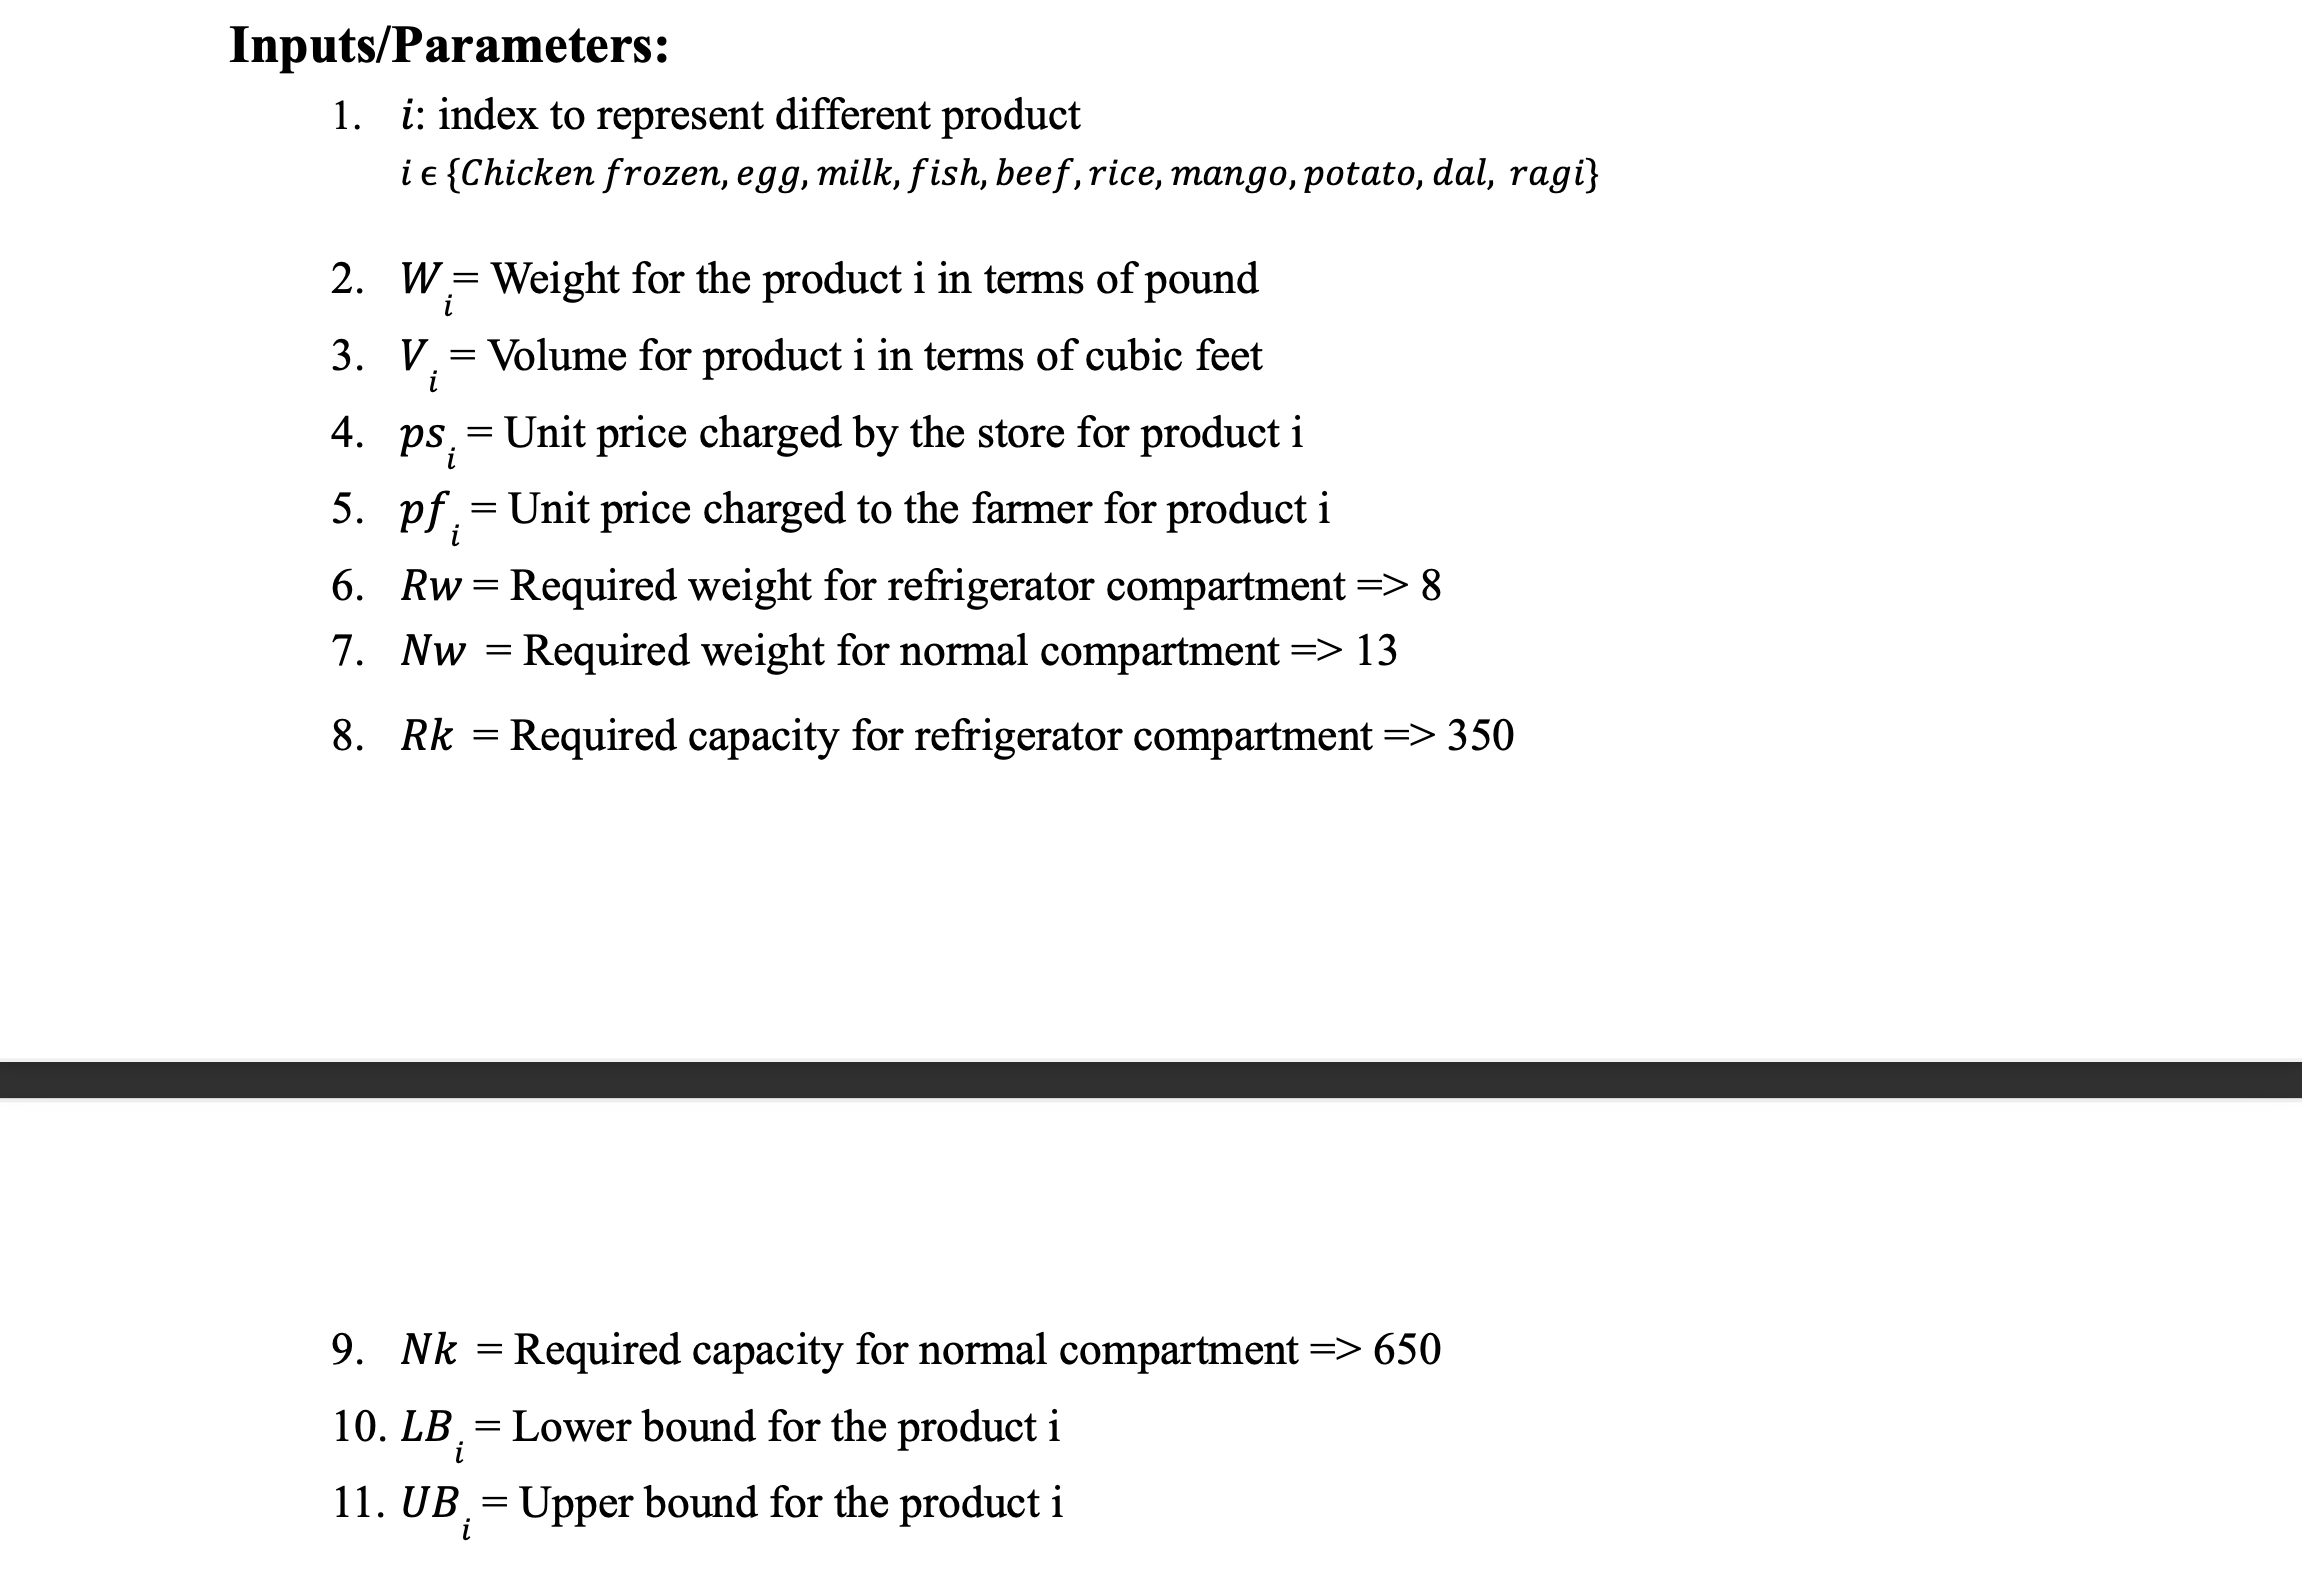 Inputs/Parameters:
1. i: index to represent different product
i ϵ {Chicken frozen, egg, milk, fish, beef, rice, mango, potato, dal, ragi}
2. W_i = Weight for the product i in terms of pound
3. V_i = Volume for product i in terms of cubic feet
4. ps_i = Unit price charged by the store for product i
5. pf_i = Unit price charged to the farmer for product i
6. Rw = Required weight for refrigerator compartment => 8
7. Nw = Required weight for normal compartment => 13
8. Rk = Required capacity for refrigerator compartment => 350
9. Nk = Required capacity for normal compartment => 650
10. LB_i = Lower bound for the product i
11. UB_i = Upper bound for the product i